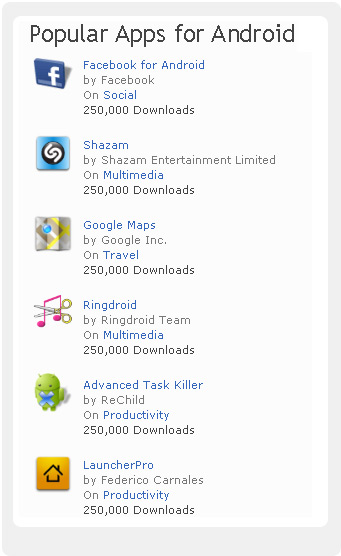 Popular Apps for Android
Facebook for Android
by Facebook
On Social
250,000 Downloads
Shazam
by Shazam Entertainment Limited
On Multimedia
250,000 Downloads
Google Maps
by Google Inc.
On Travel
250,000 Downloads
Ringdroid
by Ringdroid Team
On Multimedia
250,000 Downloads
Advanced Task Killer
by ReChild
On Productivity
250,000 Downloads
LauncherPro
by Federico Carnales
On Productivity
250,000 Downloads